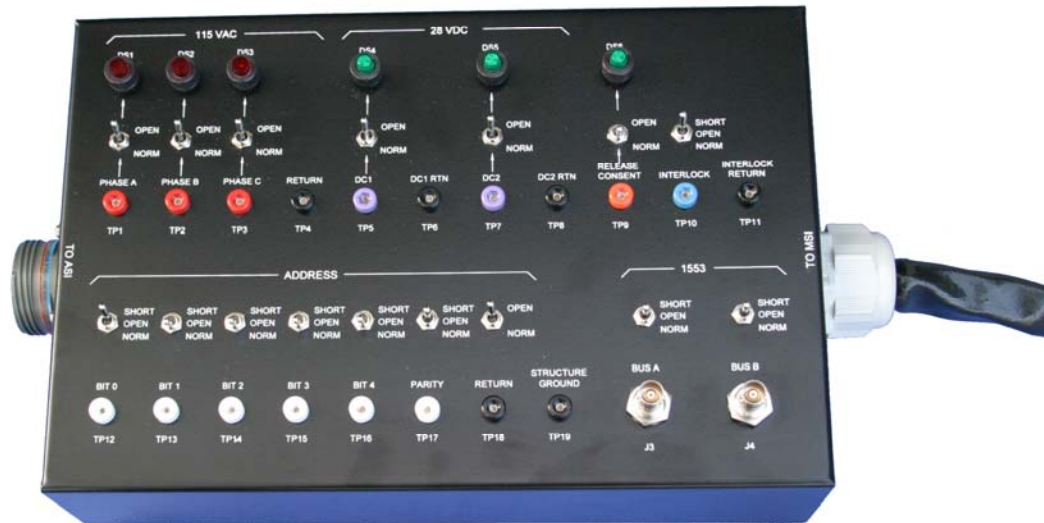 115 VAC 28 VDC
DS1 DS2 DS3 DS4 DS5 DS6
OPEN OPEN OPEN OPEN OPEN OPEN SHORT
OPEN
NORM NORM NORM NORM NORM NORM NORM
PHASE A PHASE B PHASE C RETURN DC1 DC1 RTN DC2 DC2 RTN RELEASE CONSENT INTERLOCK INTERLOCK RETURN
TP1 TP2 TP3 TP4 TP5 TP6 TP7 TP8 TP9 TP10 TP11
TO ASI
TO MSI
ADDRESS 1553
SHORT SHORT SHORT SHORT SHORT SHORT OPEN SHORT SHORT
OPEN OPEN OPEN OPEN OPEN OPEN OPEN OPEN
NORM NORM NORM NORM NORM NORM NORM NORM NORM
BIT 0 BIT 1 BIT 2 BIT 3 BIT 4 PARITY RETURN STRUCTURE GROUND BUS A BUS B
TP12 TP13 TP14 TP15 TP16 TP17 TP18 TP19 J3 J4